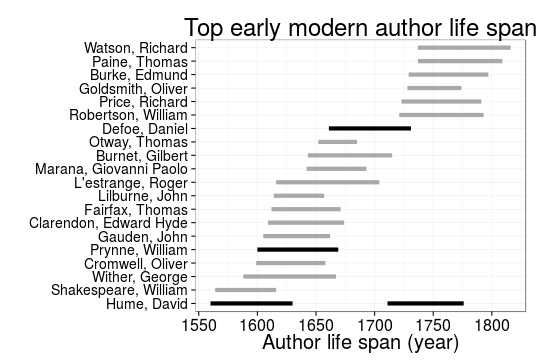 Top early modern author life span
Watson, Richard
Paine, Thomas
Burke, Edmund
Goldsmith, Oliver
Price, Richard
Robertson, William
Defoe, Daniel
Otway, Thomas
Burnet, Gilbert
Marana, Giovanni Paolo
L'estrange, Roger
Lilburne, John
Fairfax, Thomas
Clarendon, Edward Hyde
Gauden, John
Prynne, William
Cromwell, Oliver
Wither, George
Shakespeare, William
Hume, David
1550 1600 1650 1700 1750 1800
Author life span (year)